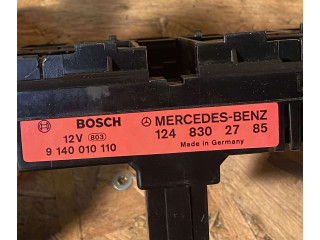 BOSCH
12V 803
9 140 010 110
MERCEDES-BENZ
124 830 27 85
Made in Germany